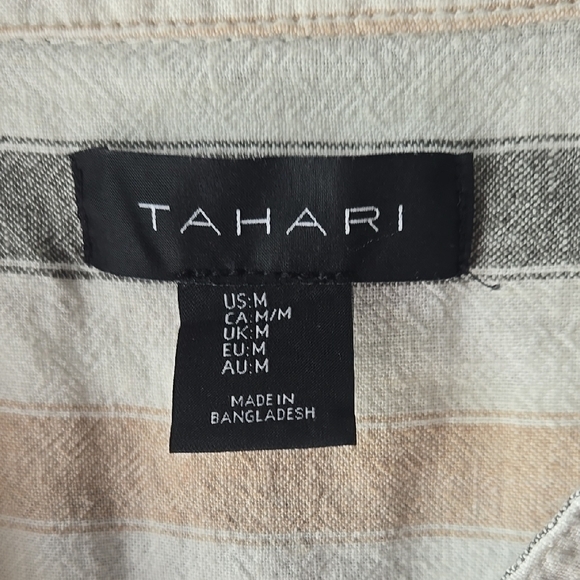 TAHARI
US:M
CA:M/M
UK:M
EU:M
AU:M
MADE IN
BANGLADESH